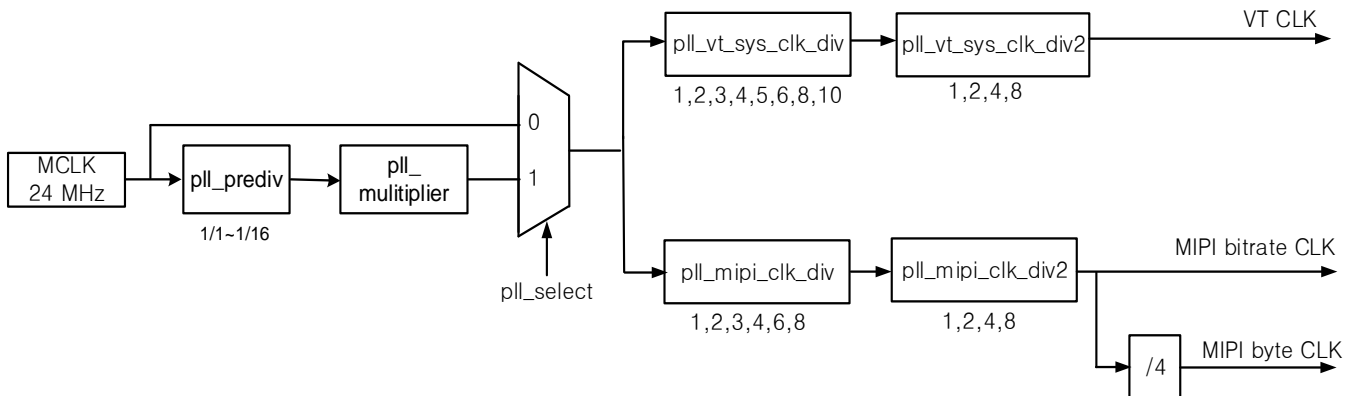 VT CLK
pll_vt_sys_clk_div
pll_vt_sys_clk_div2
1,2,3,4,5,6,8,10
1,2,4,8
0
MCLK
24 MHz
pll_prediv
pll_
mulitiplier
1
1/1~1/16
pll_select
MIPI bitrate CLK
pll_mipi_clk_div
pll_mipi_clk_div2
1,2,3,4,6,8
1,2,4,8
/4
MIPI byte CLK